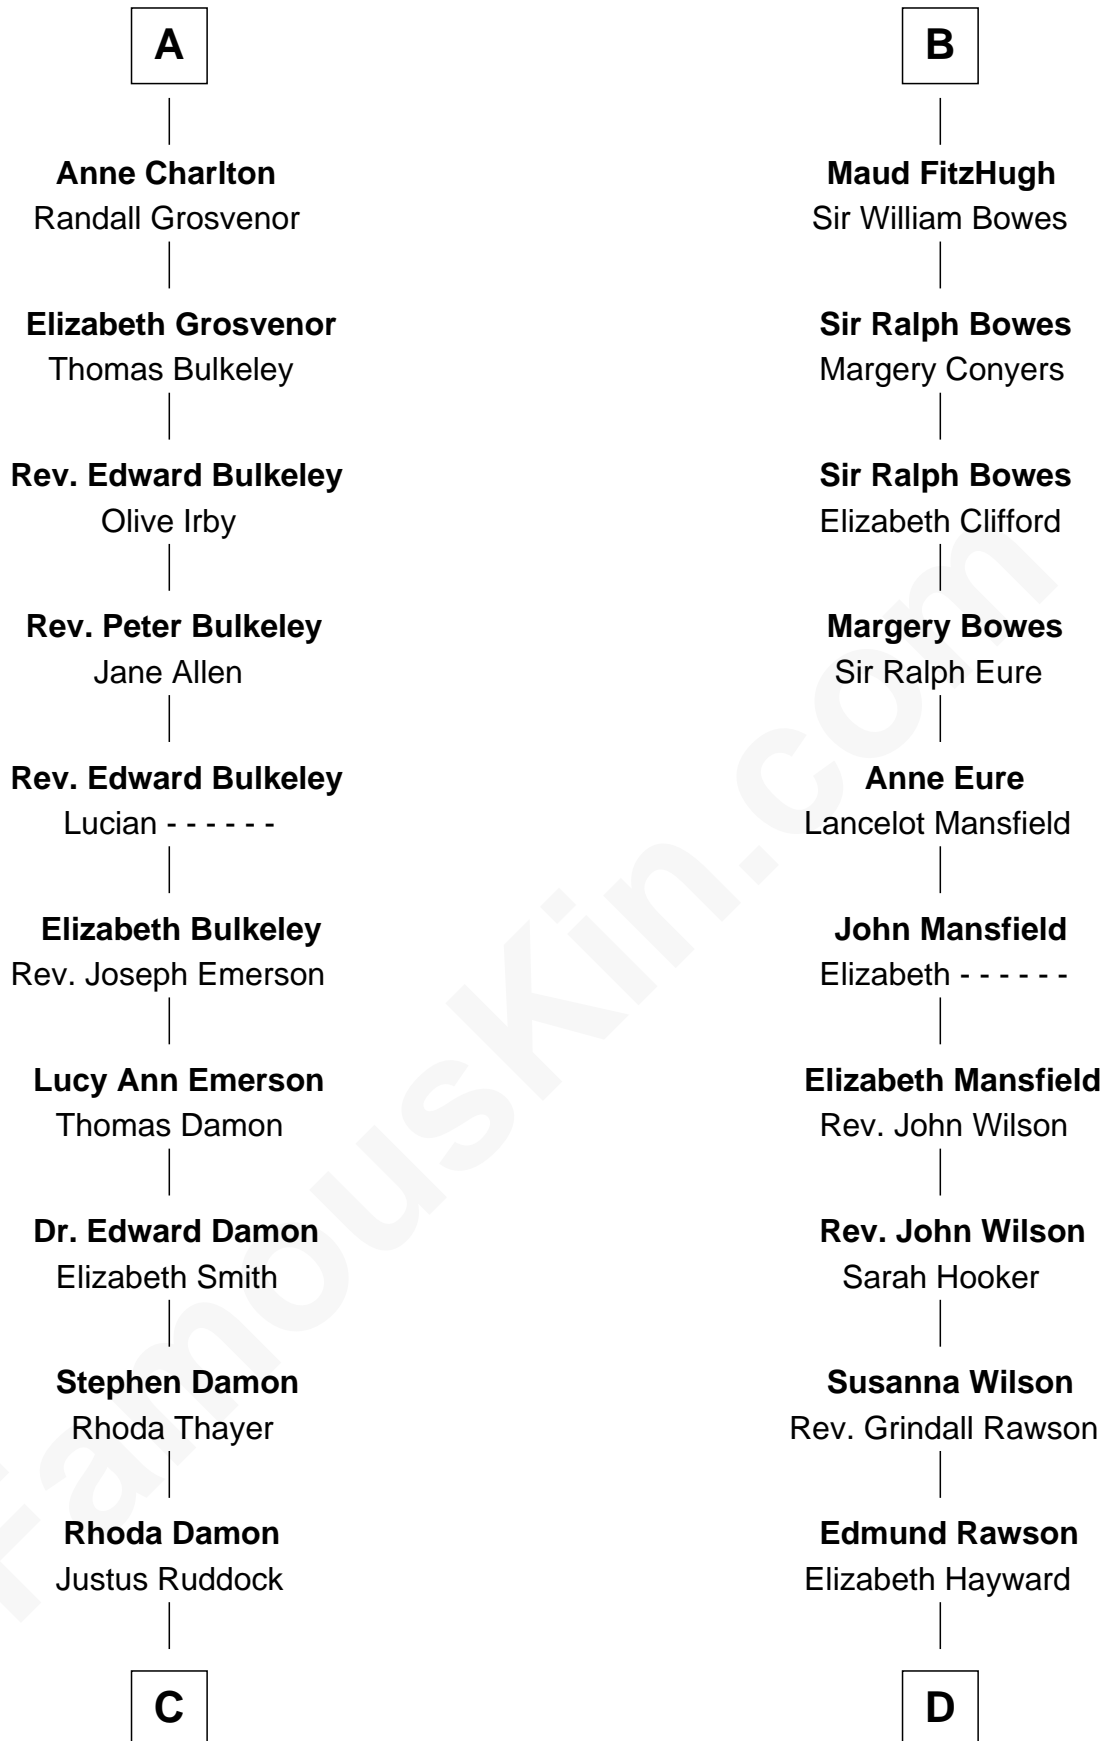 A
Anne Charlton
Randall Grosvenor
Elizabeth Grosvenor
Thomas Bulkeley
Rev. Edward Bulkeley
Olive Irby
Rev. Peter Bulkeley
Jane Allen
Rev. Edward Bulkeley
Lucian - - - - - -
Elizabeth Bulkeley
Rev. Joseph Emerson
Lucy Ann Emerson
Thomas Damon
Dr. Edward Damon
Elizabeth Smith
Stephen Damon
Rhoda Thayer
Rhoda Damon
Justus Ruddock
C
B
Maud FitzHugh
Sir William Bowes
Sir Ralph Bowes
Margery Conyers
Sir Ralph Bowes
Elizabeth Clifford
Margery Bowes
Sir Ralph Eure
Anne Eure
Lancelot Mansfield
John Mansfield
Elizabeth - - - - - -
Elizabeth Mansfield
Rev. John Wilson
Rev. John Wilson
Sarah Hooker
Susanna Wilson
Rev. Grindall Rawson
Edmund Rawson
Elizabeth Hayward
D
FamousKin.com